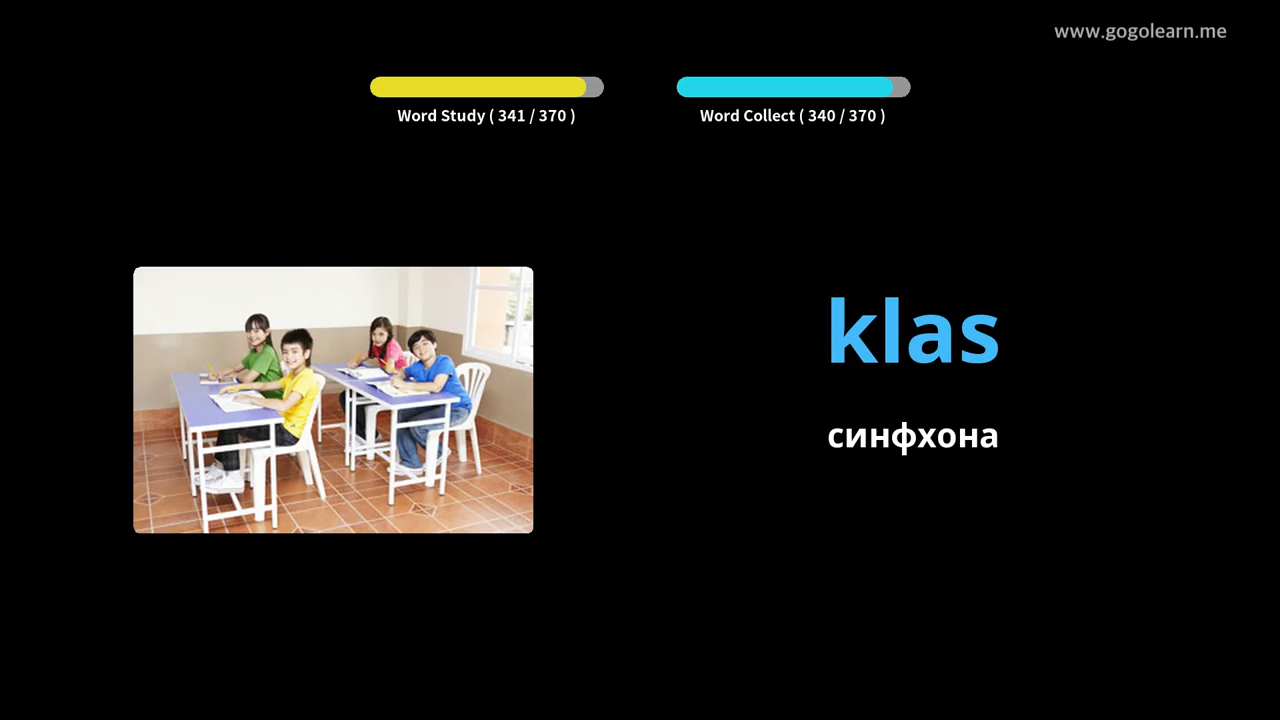 www.gogolearn.me
Word Study ( 341 / 370 )
Word Collect ( 340 / 370 )
klas
синфхона